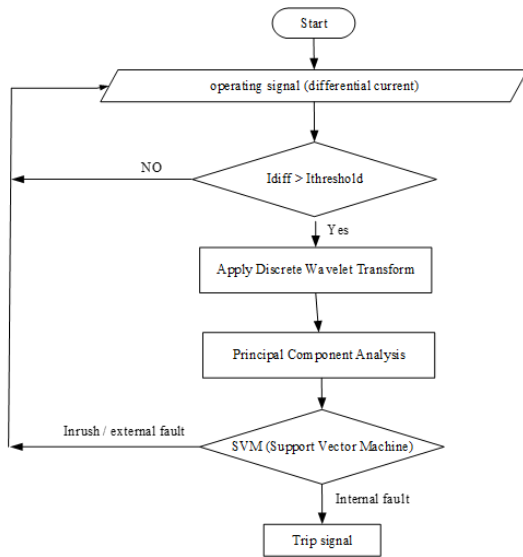 Start
operating signal (differential current)
Idiff > Ithreshold
NO
Yes
Apply Discrete Wavelet Transform
Principal Component Analysis
SVM (Support Vector Machine)
Inrush / external fault
Internal fault
Trip signal